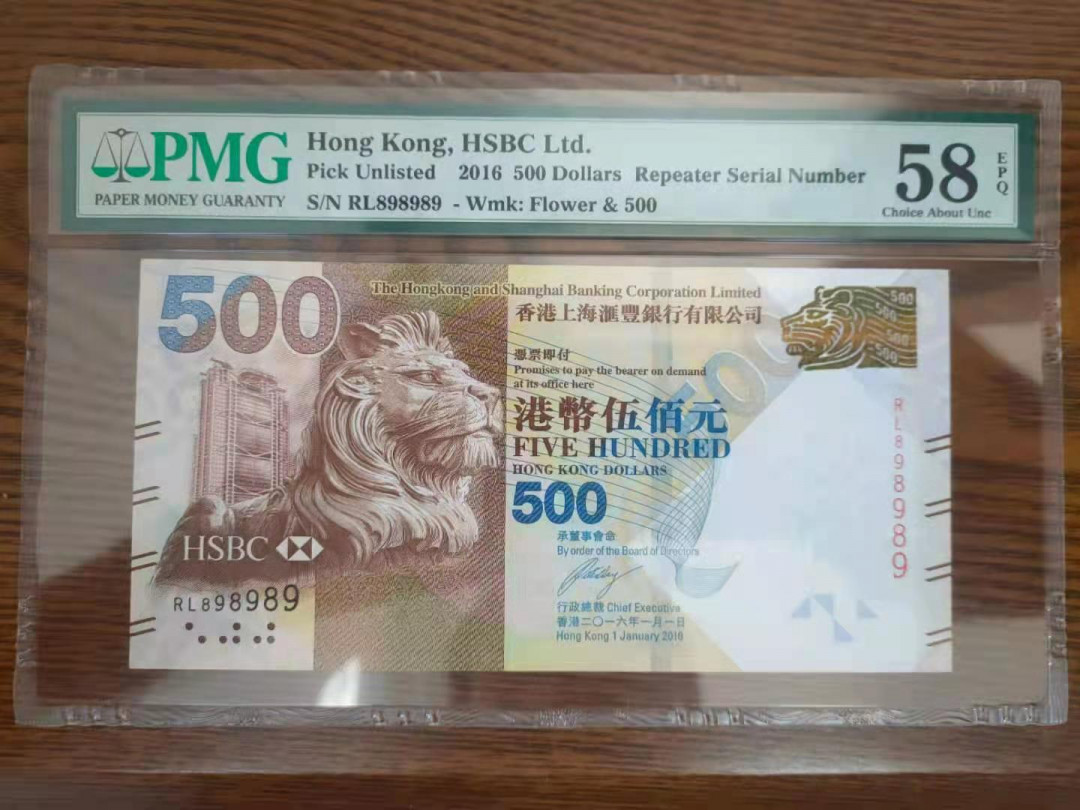 PMG
PAPER MONEY GUARANTY
Hong Kong, HSBC Ltd.
Pick Unlisted 2016 500 Dollars Repeater Serial Number
S/N RL898989 - Wmk: Flower & 500
58
EPQ
Choice About Unc
500
The Hongkong and Shanghai Banking Corporation Limited
香港上海滙豐銀行有限公司
憑票即付
Promises to pay the bearer on demand
at its office here
港幣伍佰元
FIVE HUNDRED
HONG KONG DOLLARS
500
承董事會命
By order of the Board of Directors
行政總裁 Chief Executive
香港二〇一六年一月一日
Hong Kong 1 January 2016
HSBC
RL898989
500
500
500
500
500
RL898989